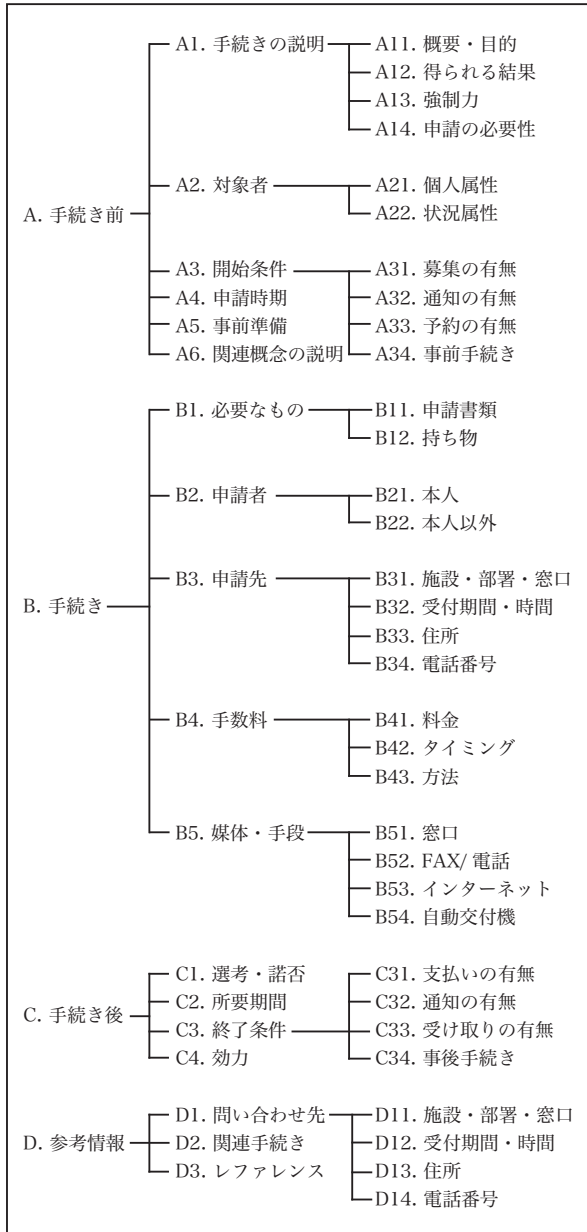 A1. 手続きの説明 A11. 概要・目的
A12. 得られる結果
A13. 強制力
A14. 申請の必要性
A2. 対象者 A21. 個人属性
A. 手続き前 A22. 状況属性
A3. 開始条件 A31. 募集の有無
A4. 申請時期 A32. 通知の有無
A5. 事前準備 A33. 予約の有無
A6. 関連概念の説明 A34. 事前手続き
B1. 必要なもの B11. 申請書類
B12. 持ち物
B2. 申請者 B21. 本人
B22. 本人以外
B3. 申請先 B31. 施設・部署・窓口
B. 手続き B32. 受付期間・時間
B33. 住所
B34. 電話番号
B4. 手数料 B41. 料金
B42. タイミング
B43. 方法
B5. 媒体・手段 B51. 窓口
B52. FAX/ 電話
B53. インターネット
B54. 自動交付機
C1. 選考・諾否 C31. 支払いの有無
C2. 所要期間 C32. 通知の有無
C. 手続き後 C3. 終了条件 C33. 受け取りの有無
C4. 効力 C34. 事後手続き
D1. 問い合わせ先 D11. 施設・部署・窓口
D. 参考情報 D2. 関連手続き D12. 受付期間・時間
D3. レファレンス D13. 住所
D14. 電話番号